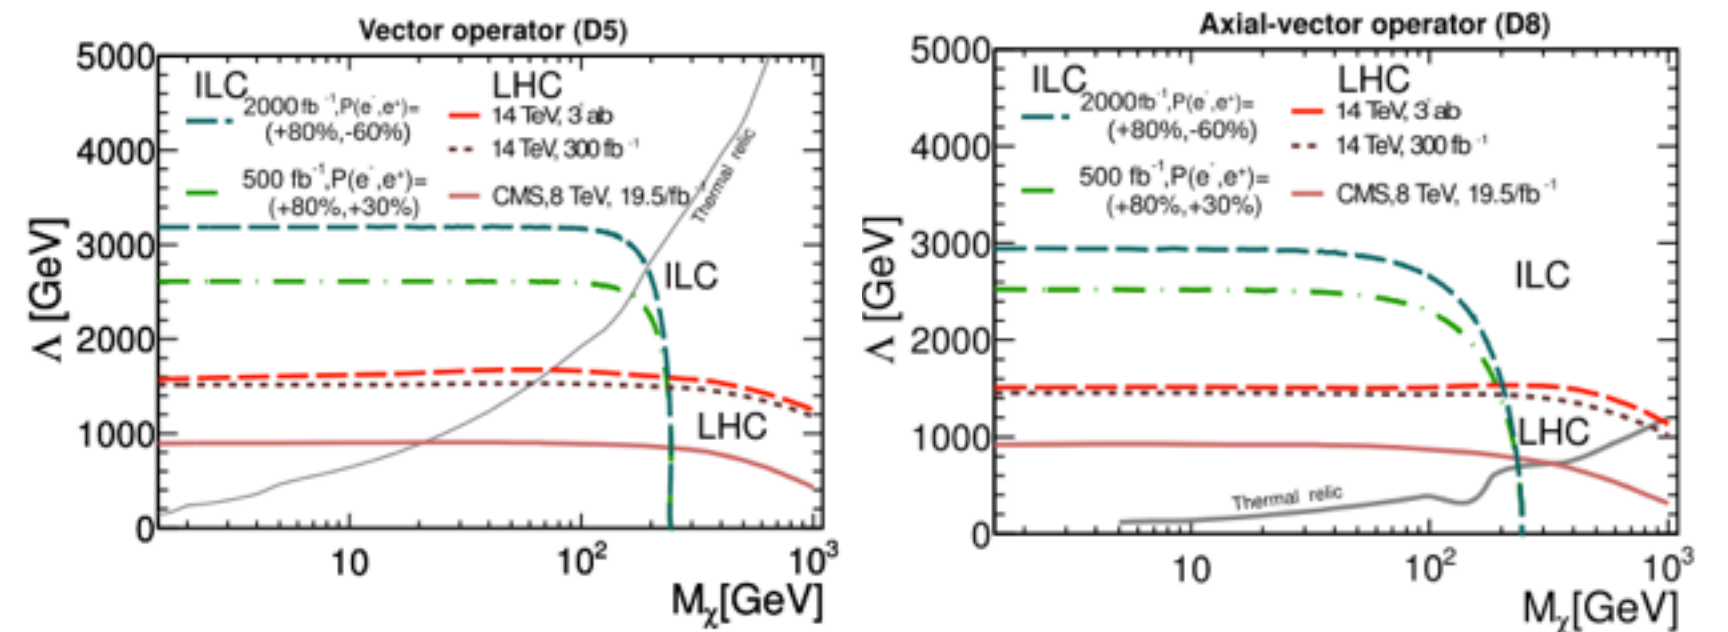 Vector operator (D5)
5000
4000
3000
2000
1000
0
Λ [GeV]
ILC
2000 fb⁻¹,P(e⁻,e⁺)=
(+80%,-60%)
500 fb⁻¹,P(e⁻,e⁺)=
(+80%,+30%)
LHC
14 TeV, 3 ab
14 TeV, 300 fb⁻¹
CMS,8 TeV, 19.5/fb⁻¹
Thermal relic
ILC
LHC
10
10²
10³
Mχ[GeV]
Axial-vector operator (D8)
5000
4000
3000
2000
1000
0
Λ [GeV]
ILC
2000fb⁻¹,P(e⁻,e⁺)=
(+80%,-60%)
500 fb⁻¹,P(e⁻,e⁺)=
(+80%,+30%)
LHC
14 TeV, 3 ab
14 TeV, 300 fb⁻¹
CMS,8 TeV, 19.5/fb⁻¹
ILC
LHC
Thermal relic
10
10²
10³
Mχ[GeV]